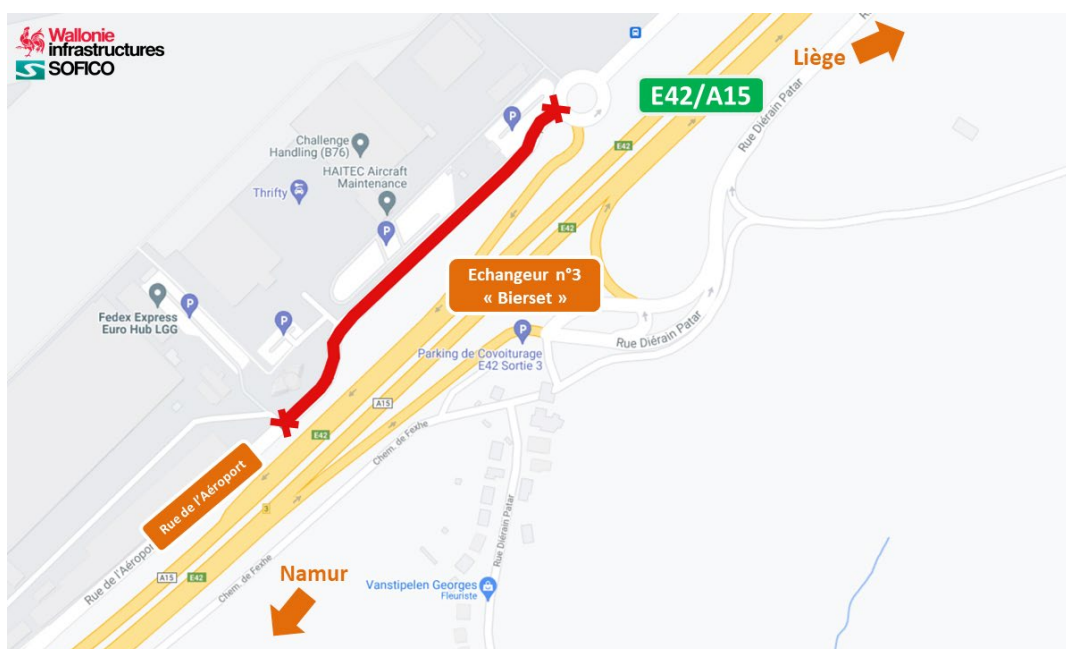 Wallonie
infrastructures
SOFICO
Liège
E42/A15
P
Rue Diérain Patar
Challenge
Handling (B76)
E42
HAITEC Aircraft
Maintenance
Thrifty
P
E42
Echangeur n°3
« Bierset »
Fedex Express
Euro Hub LGG
P
P
P
Parking de Covoiturage
E42 Sortie 3
Rue Diérain Patar
A15
E42
Chem. de Fexhe
Rue de l'Aéroport
3
Rue Diérain Patar
Rue de l'Aéroport
A15
E42
Chem. de Fexhe
Namur
Vanstipelen Georges
Fleuriste